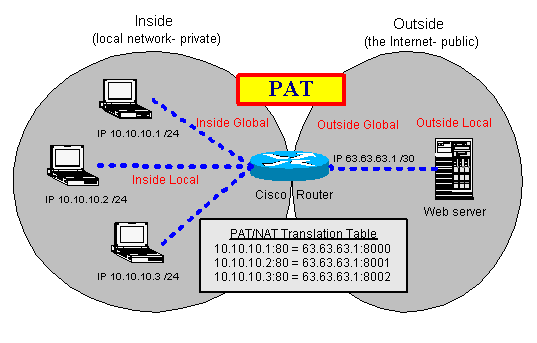 Inside
(local network- private)
Outside
(the Internet- public)
PAT
Inside Global
Outside Global
Outside Local
IP 10.10.10.1 /24
IP 63.63.63.1 /30
Inside Local
IP 10.10.10.2 /24
Cisco Router
Web server
IP 10.10.10.3 /24
PAT/NAT Translation Table
10.10.10.1:80 = 63.63.63.1:8000
10.10.10.2:80 = 63.63.63.1:8001
10.10.10.3:80 = 63.63.63.1:8002